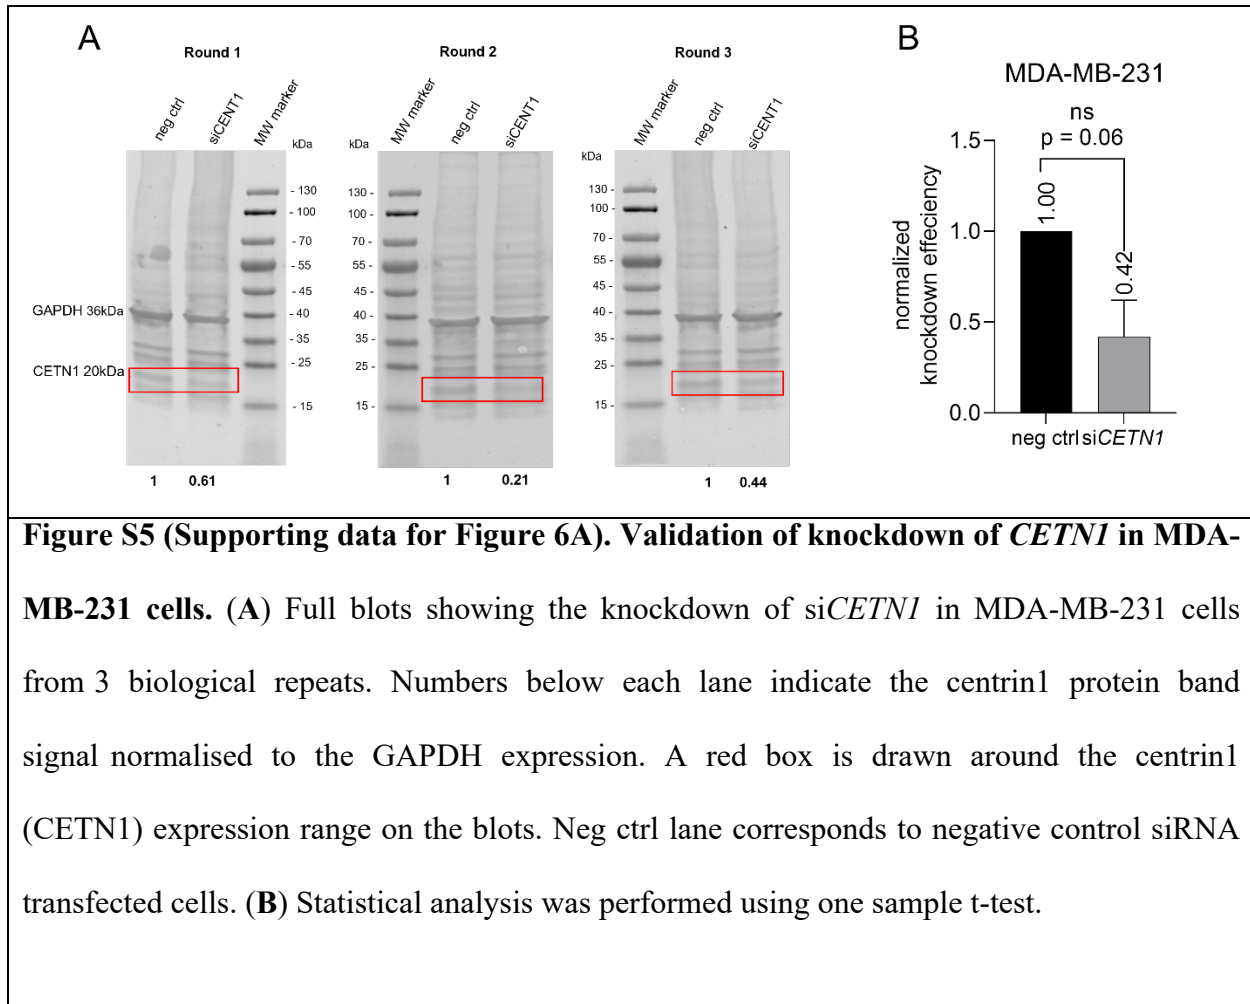 A
Round 1
neg ctrl
siCENT1
MW marker
kDa
- 130
- 100
- 70
- 55
- 45
- 40
- 35
- 25
- 15
GAPDH 36kDa
CETN1 20kDa
1 0.61
Round 2
MW marker
neg ctrl
siCENT1
kDa
130 -
100 -
70 -
55 -
45 -
40 -
35 -
25 -
15 -
1 0.21
Round 3
MW marker
neg ctrl
siCENT1
kDa
130 -
100 -
70 -
55 -
45 -
40 -
35 -
25 -
15 -
1 0.44
B
MDA-MB-231
ns
p = 0.06
normalized
knockdown effeciency
1.5
1.0
0.5
0.0
1.00
0.42
neg ctrl siCETN1
Figure S5 (Supporting data for Figure 6A). Validation of knockdown of CETN1 in MDA-
MB-231 cells. (A) Full blots showing the knockdown of siCETN1 in MDA-MB-231 cells
from 3 biological repeats. Numbers below each lane indicate the centrin1 protein band
signal normalised to the GAPDH expression. A red box is drawn around the centrin1
(CETN1) expression range on the blots. Neg ctrl lane corresponds to negative control siRNA
transfected cells. (B) Statistical analysis was performed using one sample t-test.